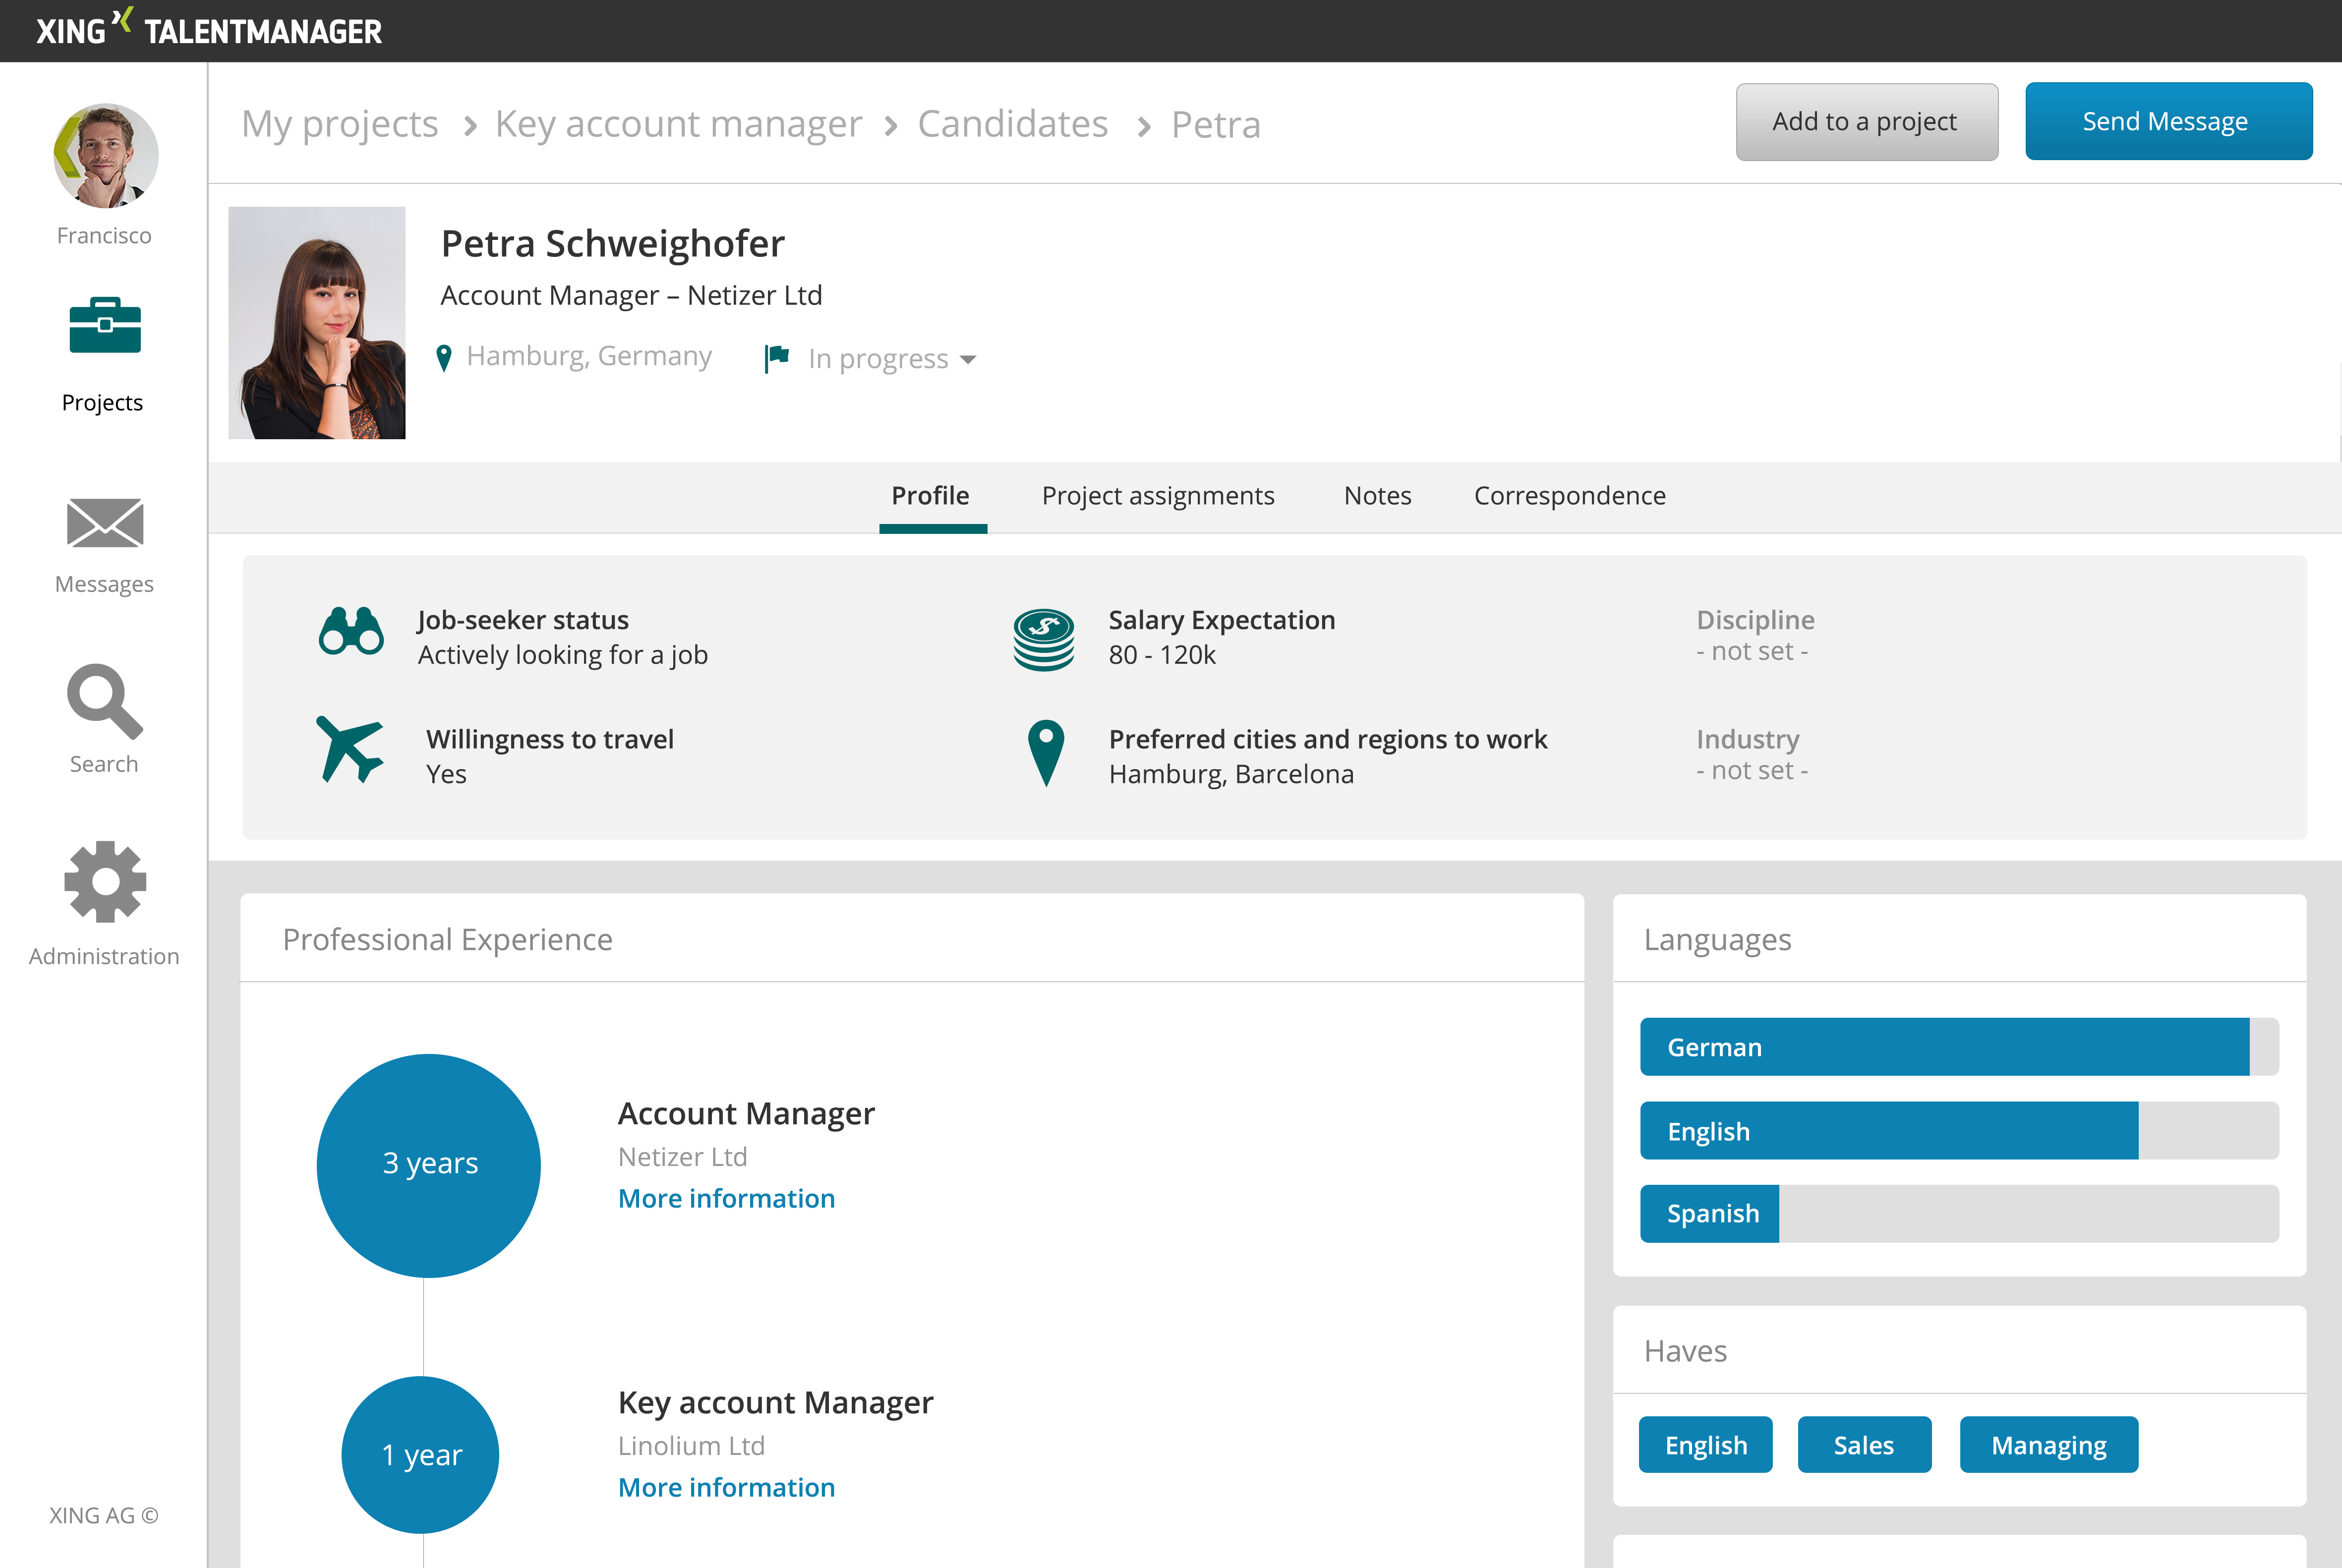 XING TALENTMANAGER
My projects › Key account manager › Candidates › Petra
Add to a project
Send Message
Francisco
Projects
Messages
Search
Administration
XING AG ©
Petra Schweighofer
Account Manager – Netizer Ltd
Hamburg, Germany
In progress
Profile
Project assignments
Notes
Correspondence
Job-seeker status
Actively looking for a job
Salary Expectation
80 - 120k
Discipline
- not set -
Willingness to travel
Yes
Preferred cities and regions to work
Hamburg, Barcelona
Industry
- not set -
Professional Experience
3 years
Account Manager
Netizer Ltd
More information
1 year
Key account Manager
Linolium Ltd
More information
Languages
German
English
Spanish
Haves
English
Sales
Managing